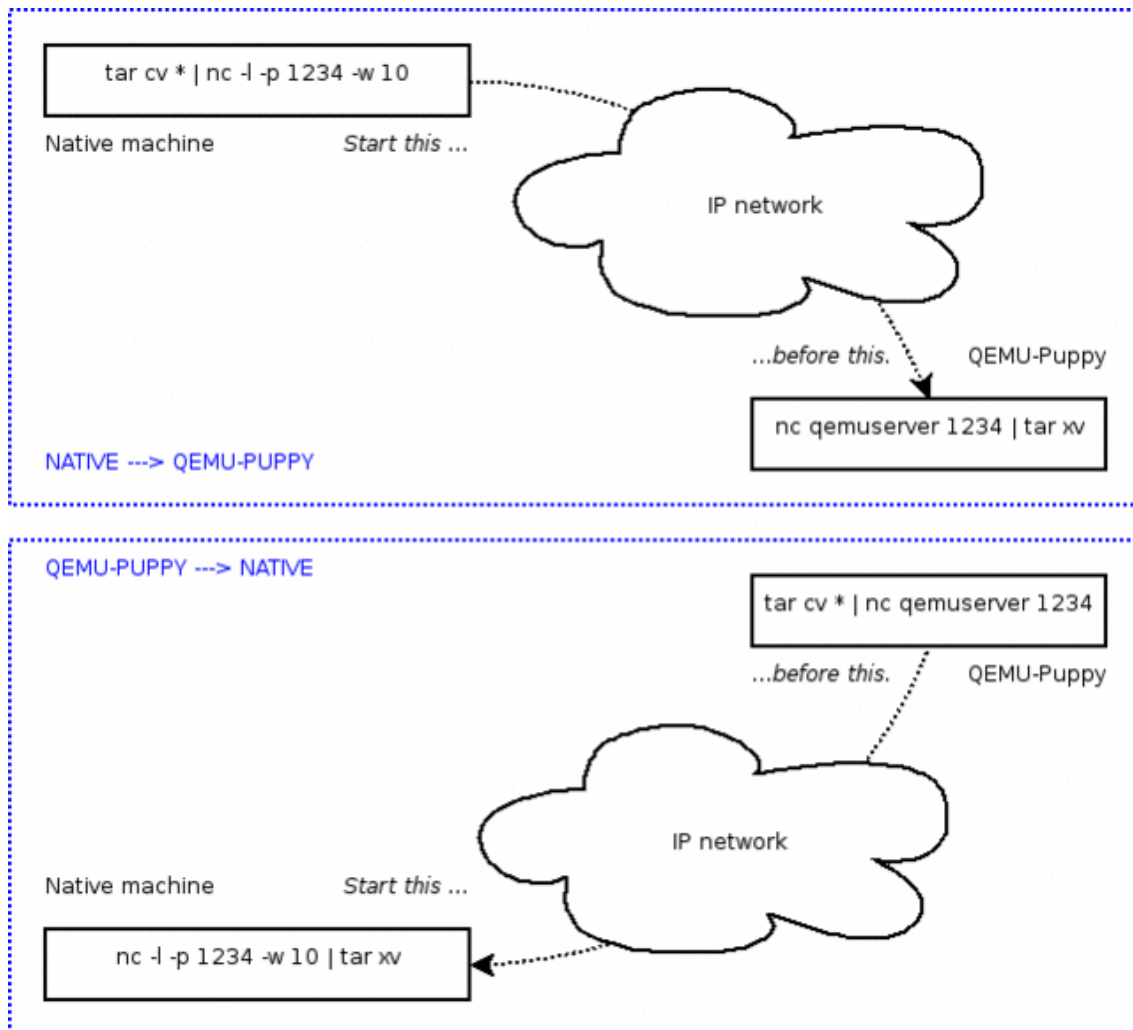 tar cv * | nc -l -p 1234 -w 10
Native machine
Start this ...
IP network
...before this.
QEMU-Puppy
nc qemuserver 1234 | tar xv
NATIVE ---> QEMU-PUPPY
QEMU-PUPPY ---> NATIVE
tar cv * | nc qemuserver 1234
...before this.
QEMU-Puppy
IP network
Native machine
Start this ...
nc -l -p 1234 -w 10 | tar xv